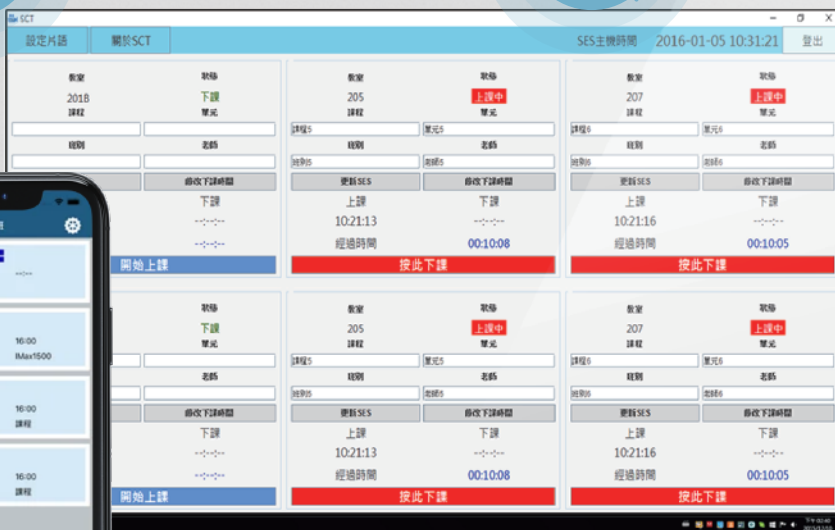 SCT
設定片語 關於SCT SES主機時間 2016-01-05 10:31:21 登出
教室 狀態 教室 狀態 教室 狀態
201B 下課 205 上課中 207 上課中
課程 單元 課程 單元 課程 單元
課程5 單元5 課程6 單元6
班別 老師 班別 老師 班別 老師
班別5 老師5 班別6 老師6
修改下課時間 更新SES 修改下課時間 更新SES 修改下課時間
下課 上課 下課 上課 下課
--:--:-- 10:21:13 --:--:-- 10:21:16 --:--:--
--:--:-- 經過時間 00:10:08 經過時間 00:10:05
開始上課 按此下課 按此下課
狀態 教室 狀態 教室 狀態
下課 205 上課中 207 上課中
單元 課程 單元 課程 單元
課程5 單元5 課程6 單元6
老師 班別 老師 班別 老師
班別5 老師5 班別6 老師6
修改下課時間 更新SES 修改下課時間 更新SES 修改下課時間
下課 上課 下課 上課 下課
--:--:-- 10:21:13 --:--:-- 10:21:16 --:--:--
--:--:-- 經過時間 00:10:08 經過時間 00:10:05
開始上課 按此下課 按此下課
--:--
16:00
IMax1500
16:00
課程
16:00
課程